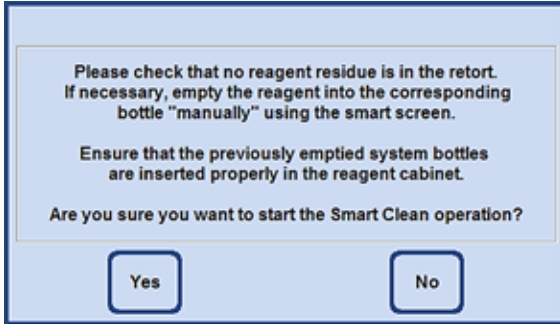 Please check that no reagent residue is in the retort.
If necessary, empty the reagent into the corresponding
bottle "manually" using the smart screen.
Ensure that the previously emptied system bottles
are inserted properly in the reagent cabinet.
Are you sure you want to start the Smart Clean operation?
Yes
No